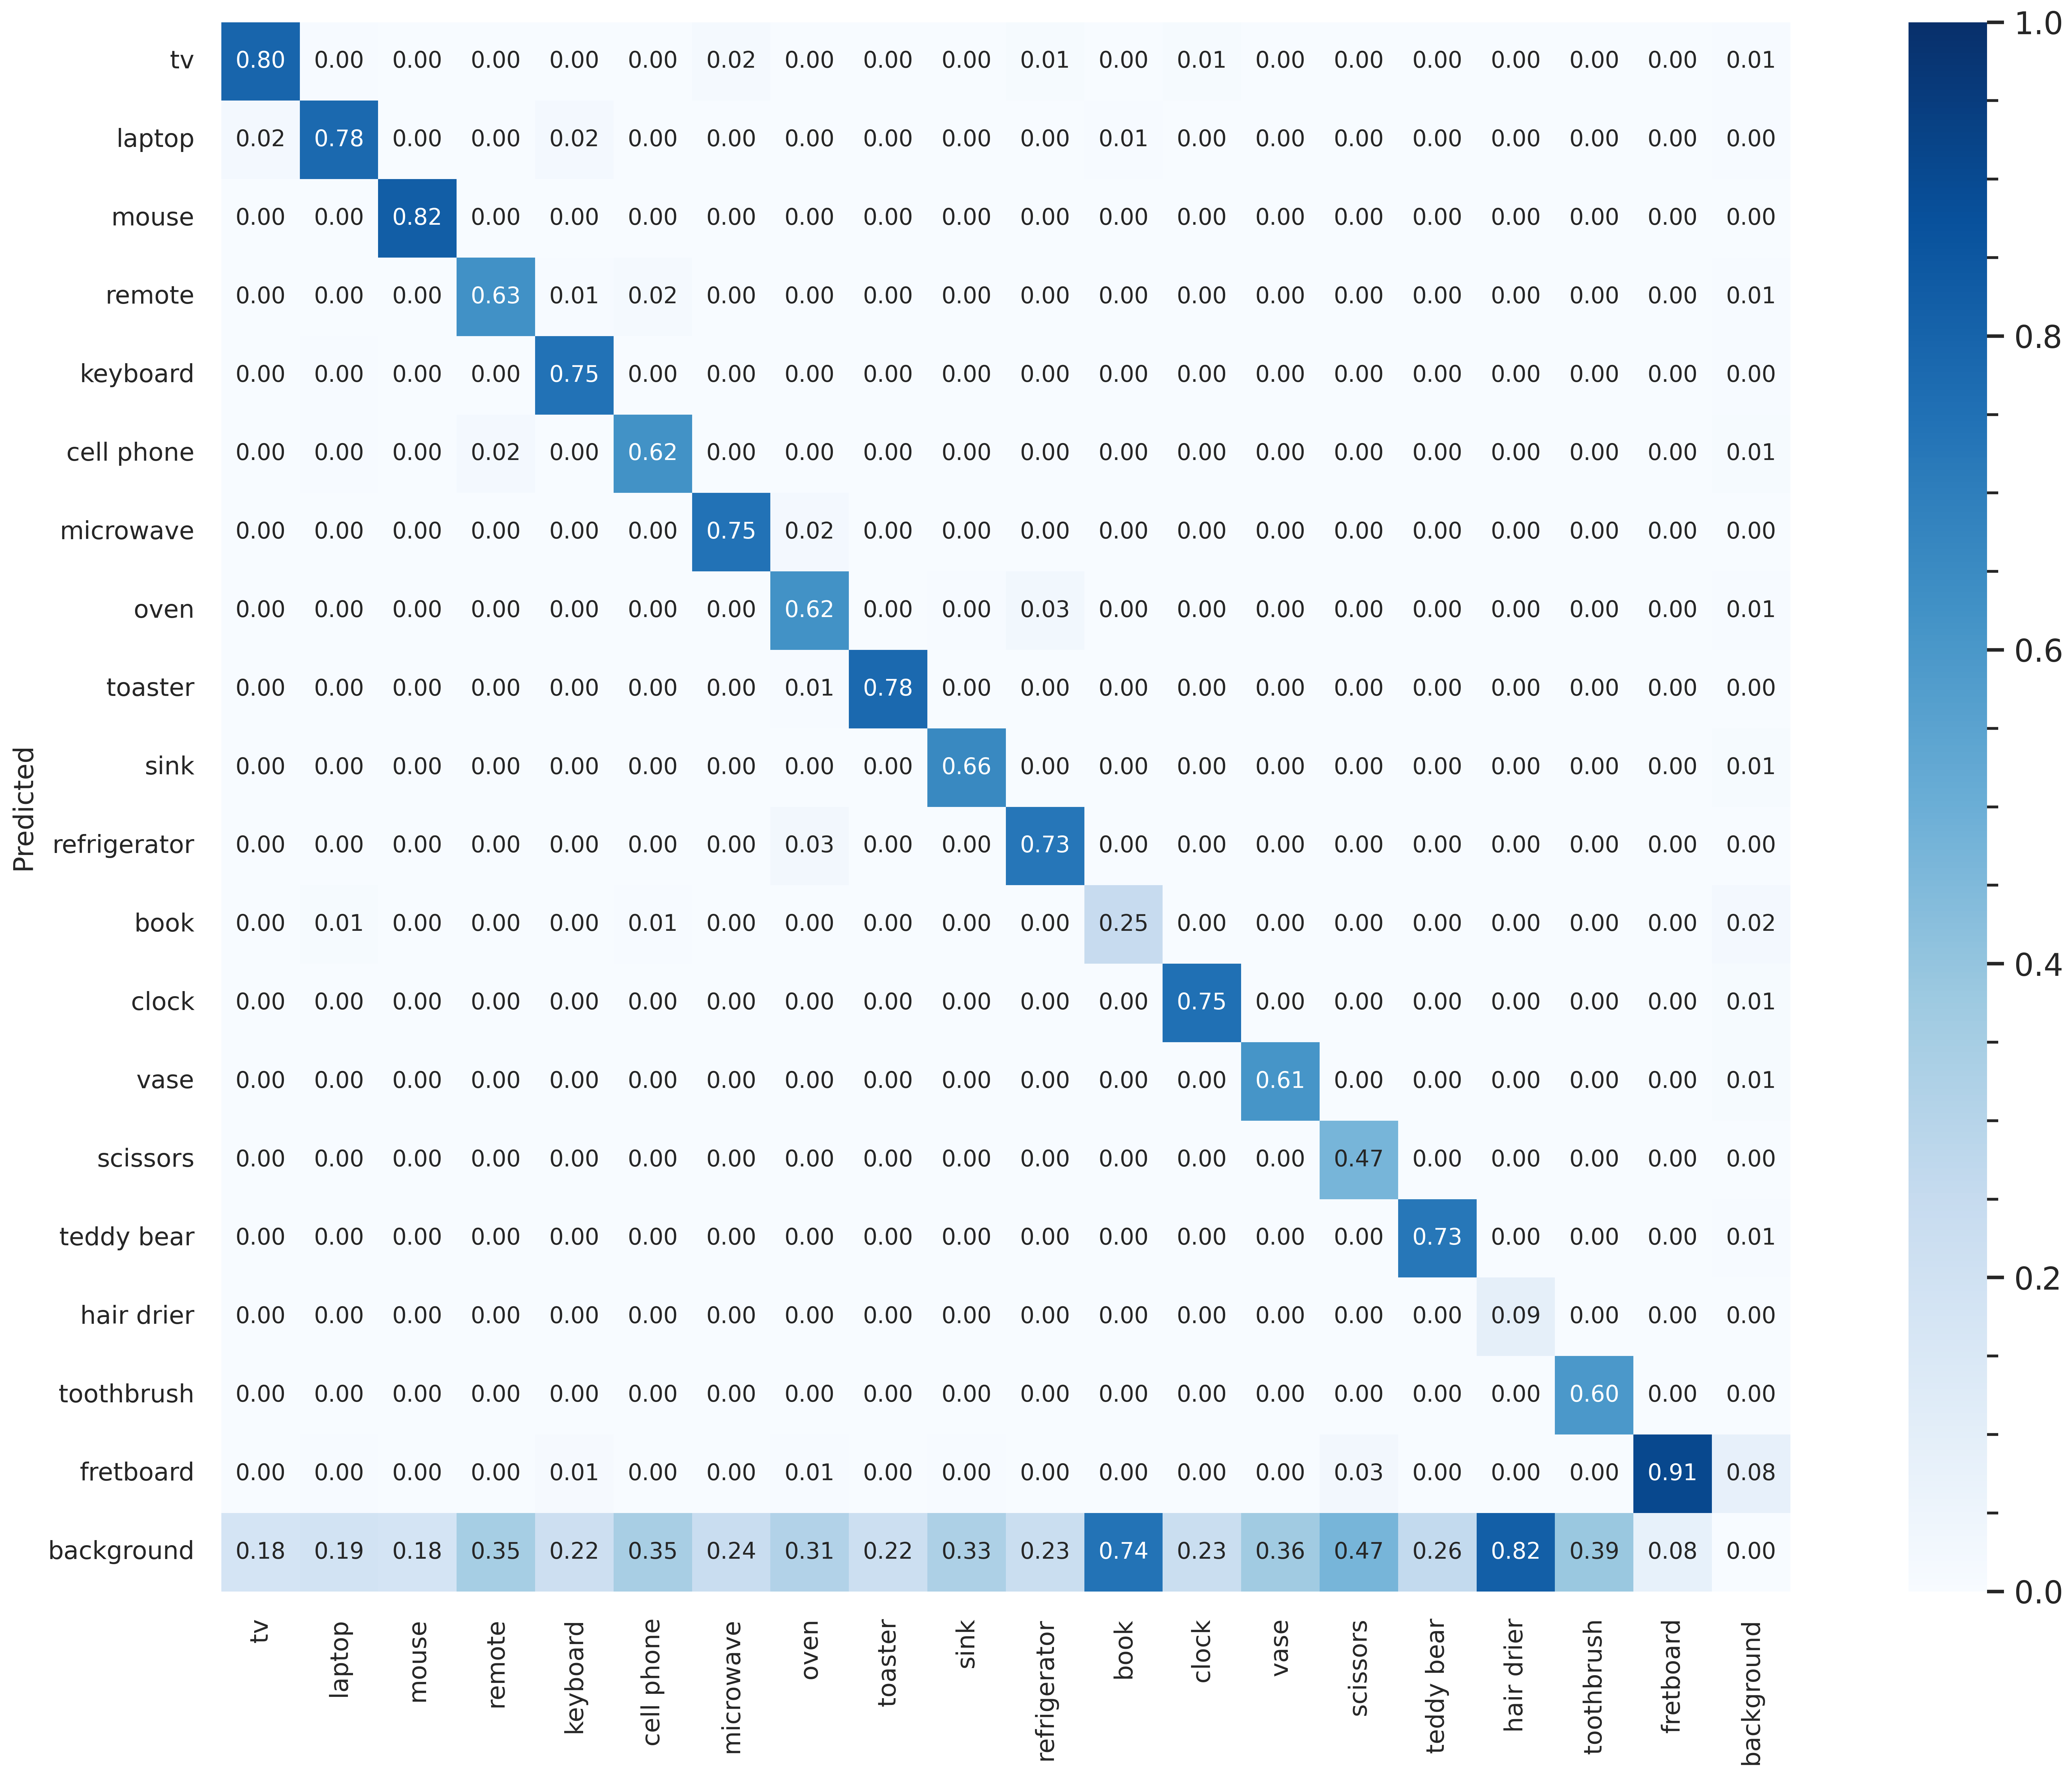 tv 0.80 0.00 0.00 0.00 0.00 0.00 0.02 0.00 0.00 0.00 0.01 0.00 0.01 0.00 0.00 0.00 0.00 0.00 0.00 0.01
laptop 0.02 0.78 0.00 0.00 0.02 0.00 0.00 0.00 0.00 0.00 0.00 0.01 0.00 0.00 0.00 0.00 0.00 0.00 0.00 0.00
mouse 0.00 0.00 0.82 0.00 0.00 0.00 0.00 0.00 0.00 0.00 0.00 0.00 0.00 0.00 0.00 0.00 0.00 0.00 0.00 0.00
remote 0.00 0.00 0.00 0.63 0.01 0.02 0.00 0.00 0.00 0.00 0.00 0.00 0.00 0.00 0.00 0.00 0.00 0.00 0.00 0.01
keyboard 0.00 0.00 0.00 0.00 0.75 0.00 0.00 0.00 0.00 0.00 0.00 0.00 0.00 0.00 0.00 0.00 0.00 0.00 0.00 0.00
cell phone 0.00 0.00 0.00 0.02 0.00 0.62 0.00 0.00 0.00 0.00 0.00 0.00 0.00 0.00 0.00 0.00 0.00 0.00 0.00 0.01
microwave 0.00 0.00 0.00 0.00 0.00 0.00 0.75 0.02 0.00 0.00 0.00 0.00 0.00 0.00 0.00 0.00 0.00 0.00 0.00 0.00
oven 0.00 0.00 0.00 0.00 0.00 0.00 0.00 0.62 0.00 0.00 0.03 0.00 0.00 0.00 0.00 0.00 0.00 0.00 0.00 0.01
toaster 0.00 0.00 0.00 0.00 0.00 0.00 0.00 0.01 0.78 0.00 0.00 0.00 0.00 0.00 0.00 0.00 0.00 0.00 0.00 0.00
sink 0.00 0.00 0.00 0.00 0.00 0.00 0.00 0.00 0.00 0.66 0.00 0.00 0.00 0.00 0.00 0.00 0.00 0.00 0.00 0.01
refrigerator 0.00 0.00 0.00 0.00 0.00 0.00 0.00 0.03 0.00 0.00 0.73 0.00 0.00 0.00 0.00 0.00 0.00 0.00 0.00 0.00
book 0.00 0.01 0.00 0.00 0.00 0.01 0.00 0.00 0.00 0.00 0.00 0.25 0.00 0.00 0.00 0.00 0.00 0.00 0.00 0.02
clock 0.00 0.00 0.00 0.00 0.00 0.00 0.00 0.00 0.00 0.00 0.00 0.00 0.75 0.00 0.00 0.00 0.00 0.00 0.00 0.01
vase 0.00 0.00 0.00 0.00 0.00 0.00 0.00 0.00 0.00 0.00 0.00 0.00 0.00 0.61 0.00 0.00 0.00 0.00 0.00 0.01
scissors 0.00 0.00 0.00 0.00 0.00 0.00 0.00 0.00 0.00 0.00 0.00 0.00 0.00 0.00 0.47 0.00 0.00 0.00 0.00 0.00
teddy bear 0.00 0.00 0.00 0.00 0.00 0.00 0.00 0.00 0.00 0.00 0.00 0.00 0.00 0.00 0.00 0.73 0.00 0.00 0.00 0.01
hair drier 0.00 0.00 0.00 0.00 0.00 0.00 0.00 0.00 0.00 0.00 0.00 0.00 0.00 0.00 0.00 0.00 0.09 0.00 0.00 0.00
toothbrush 0.00 0.00 0.00 0.00 0.00 0.00 0.00 0.00 0.00 0.00 0.00 0.00 0.00 0.00 0.00 0.00 0.00 0.60 0.00 0.00
fretboard 0.00 0.00 0.00 0.00 0.01 0.00 0.00 0.01 0.00 0.00 0.00 0.00 0.00 0.00 0.03 0.00 0.00 0.00 0.91 0.08
background 0.18 0.19 0.18 0.35 0.22 0.35 0.24 0.31 0.22 0.33 0.23 0.74 0.23 0.36 0.47 0.26 0.82 0.39 0.08 0.00
Predicted
tv
laptop
mouse
remote
keyboard
cell phone
microwave
oven
toaster
sink
refrigerator
book
clock
vase
scissors
teddy bear
hair drier
toothbrush
fretboard
background
1.0
0.8
0.6
0.4
0.2
0.0